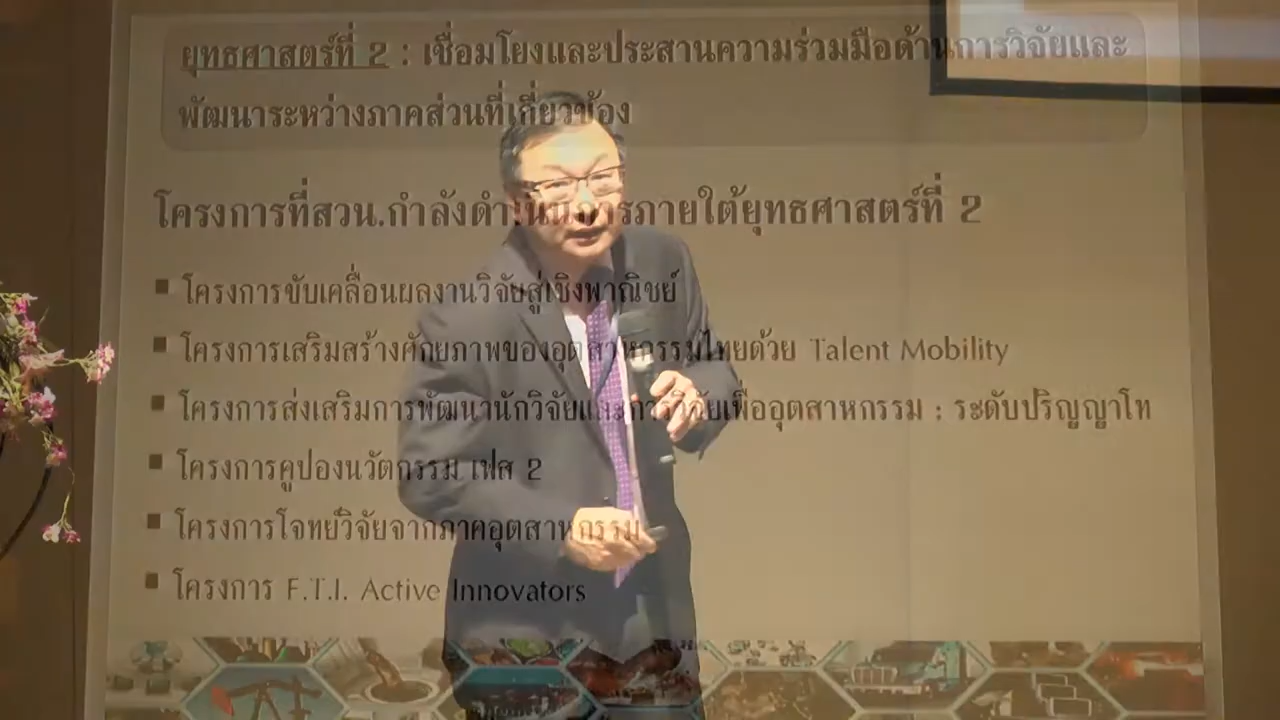 ยุทธศาสตร์ที่ 2 : เชื่อมโยงและประสานความร่วมมือด้านการวิจัยและ
พัฒนาระหว่างภาคส่วนที่เกี่ยวข้อง
โครงการที่สวน.กำลังดำเนินการภายใต้ยุทธศาสตร์ที่ 2
▪ โครงการขับเคลื่อนผลงานวิจัยสู่เชิงพาณิชย์
▪ โครงการเสริมสร้างศักยภาพของอุตสาหกรรมไทยด้วย Talent Mobility
▪ โครงการส่งเสริมการพัฒนานักวิจัยและการวิจัยเพื่ออุตสาหกรรม : ระดับปริญญาโท
▪ โครงการคูปองนวัตกรรม เฟส 2
▪ โครงการโจทย์วิจัยจากภาคอุตสาหกรรม
▪ โครงการ F.T.I. Active Innovators